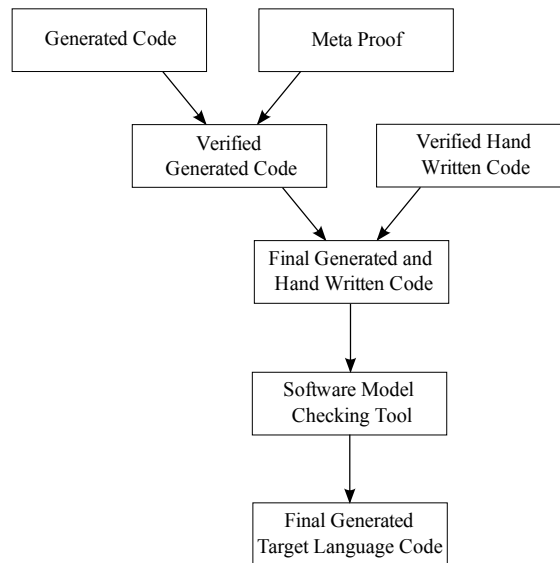 Generated Code
Meta Proof
Verified
Generated Code
Verified Hand
Written Code
Final Generated and
Hand Written Code
Software Model
Checking Tool
Final Generated
Target Language Code